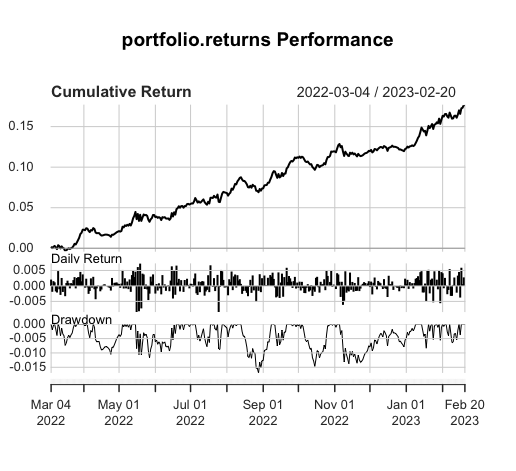 portfolio.returns Performance
Cumulative Return 2022-03-04 / 2023-02-20
0.15
0.10
0.05
0.00
Daily Return
0.005
0.000
-0.005
Drawdown
0.000
-0.005
-0.010
-0.015
Mar 04 May 01 Jul 01 Sep 01 Nov 01 Jan 01 Feb 20
2022 2022 2022 2022 2022 2023 2023